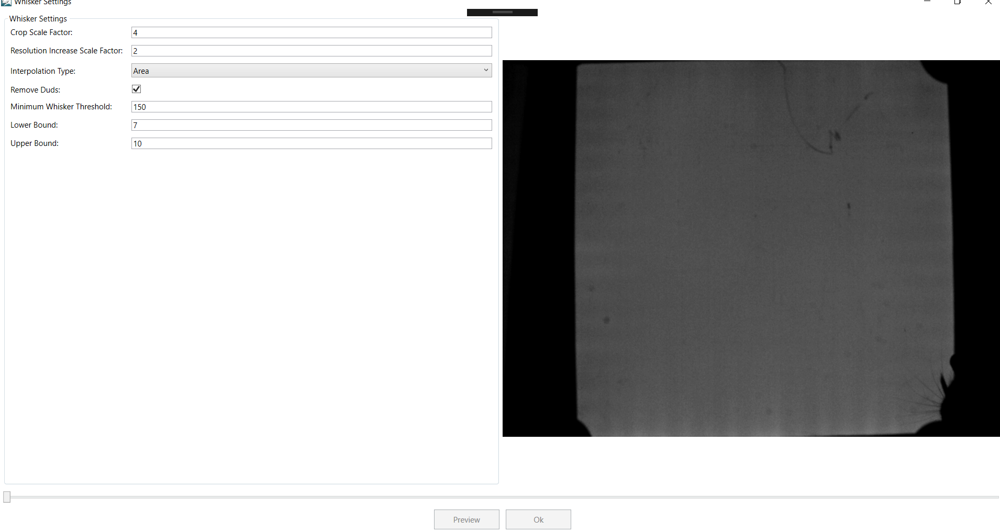 Whisker Settings
Whisker Settings
Crop Scale Factor: 4
Resolution Increase Scale Factor: 2
Interpolation Type: Area
Remove Duds:
Minimum Whisker Threshold: 150
Lower Bound: 7
Upper Bound: 10
Preview Ok